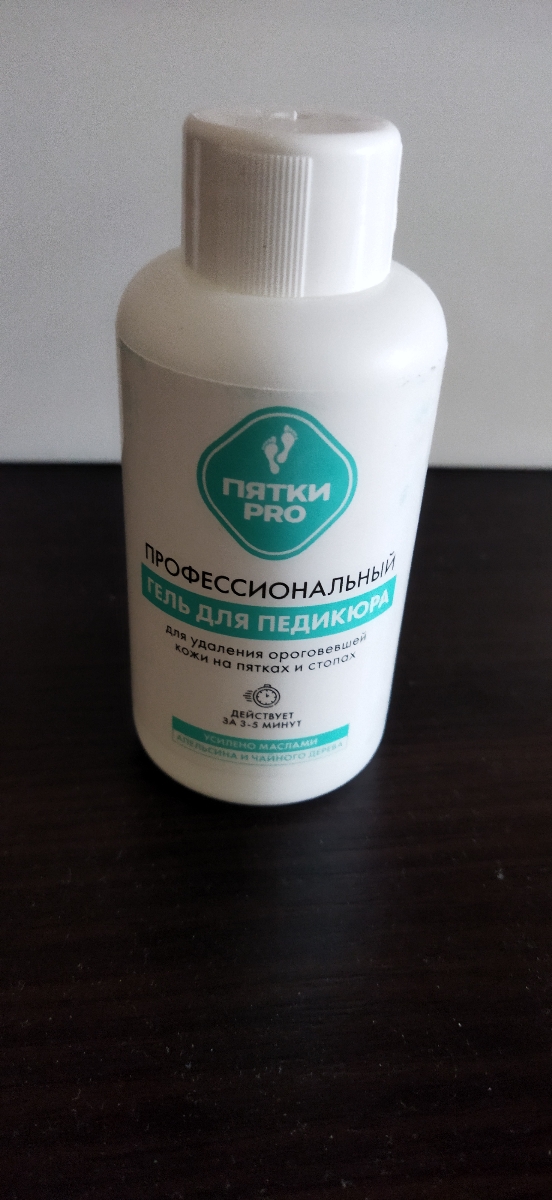 ПЯТКИ
PRO
ПРОФЕССИОНАЛЬНЫЙ
ГЕЛЬ ДЛЯ ПЕДИКЮРА
для удаления ороговевшей
кожи на пятках и стопах
ДЕЙСТВУЕТ
ЗА 3-5 МИНУТ
УСИЛЕНО МАСЛАМИ
АПЕЛЬСИНА И ЧАЙНОГО ДЕРЕВА